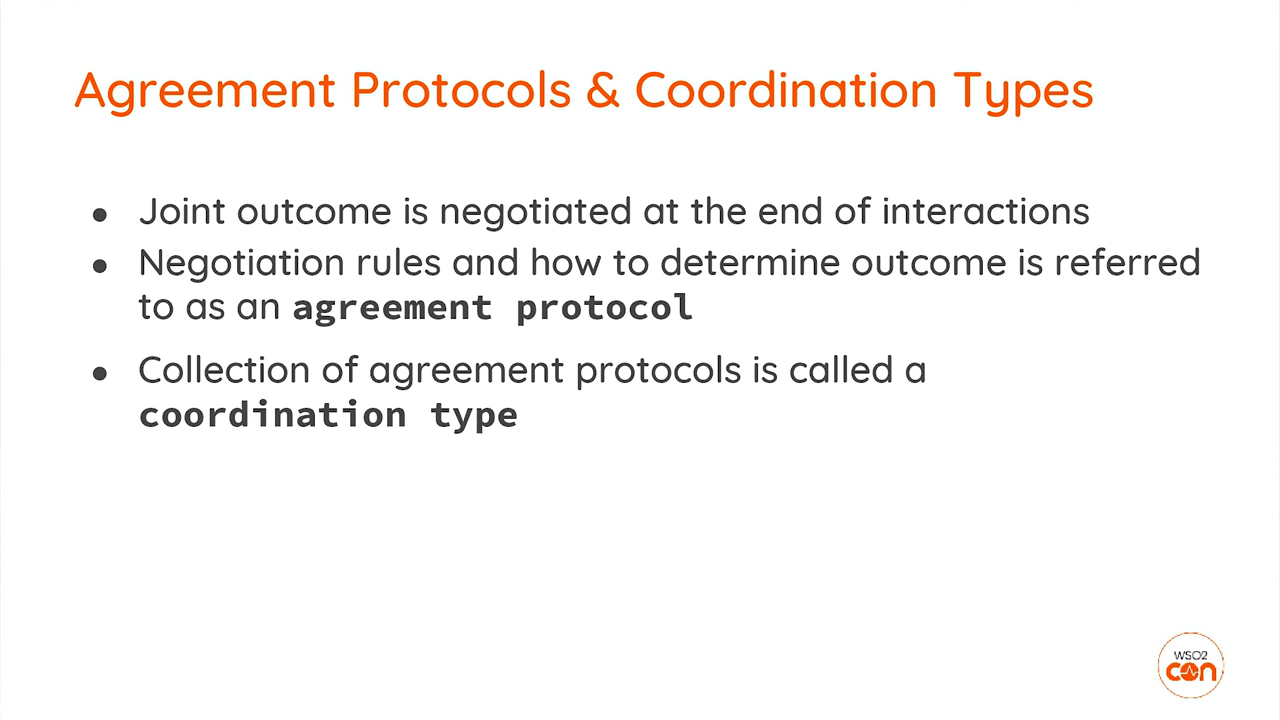 Agreement Protocols & Coordination Types
● Joint outcome is negotiated at the end of interactions
● Negotiation rules and how to determine outcome is referred
to as an agreement protocol
● Collection of agreement protocols is called a
coordination type
WSO2
con